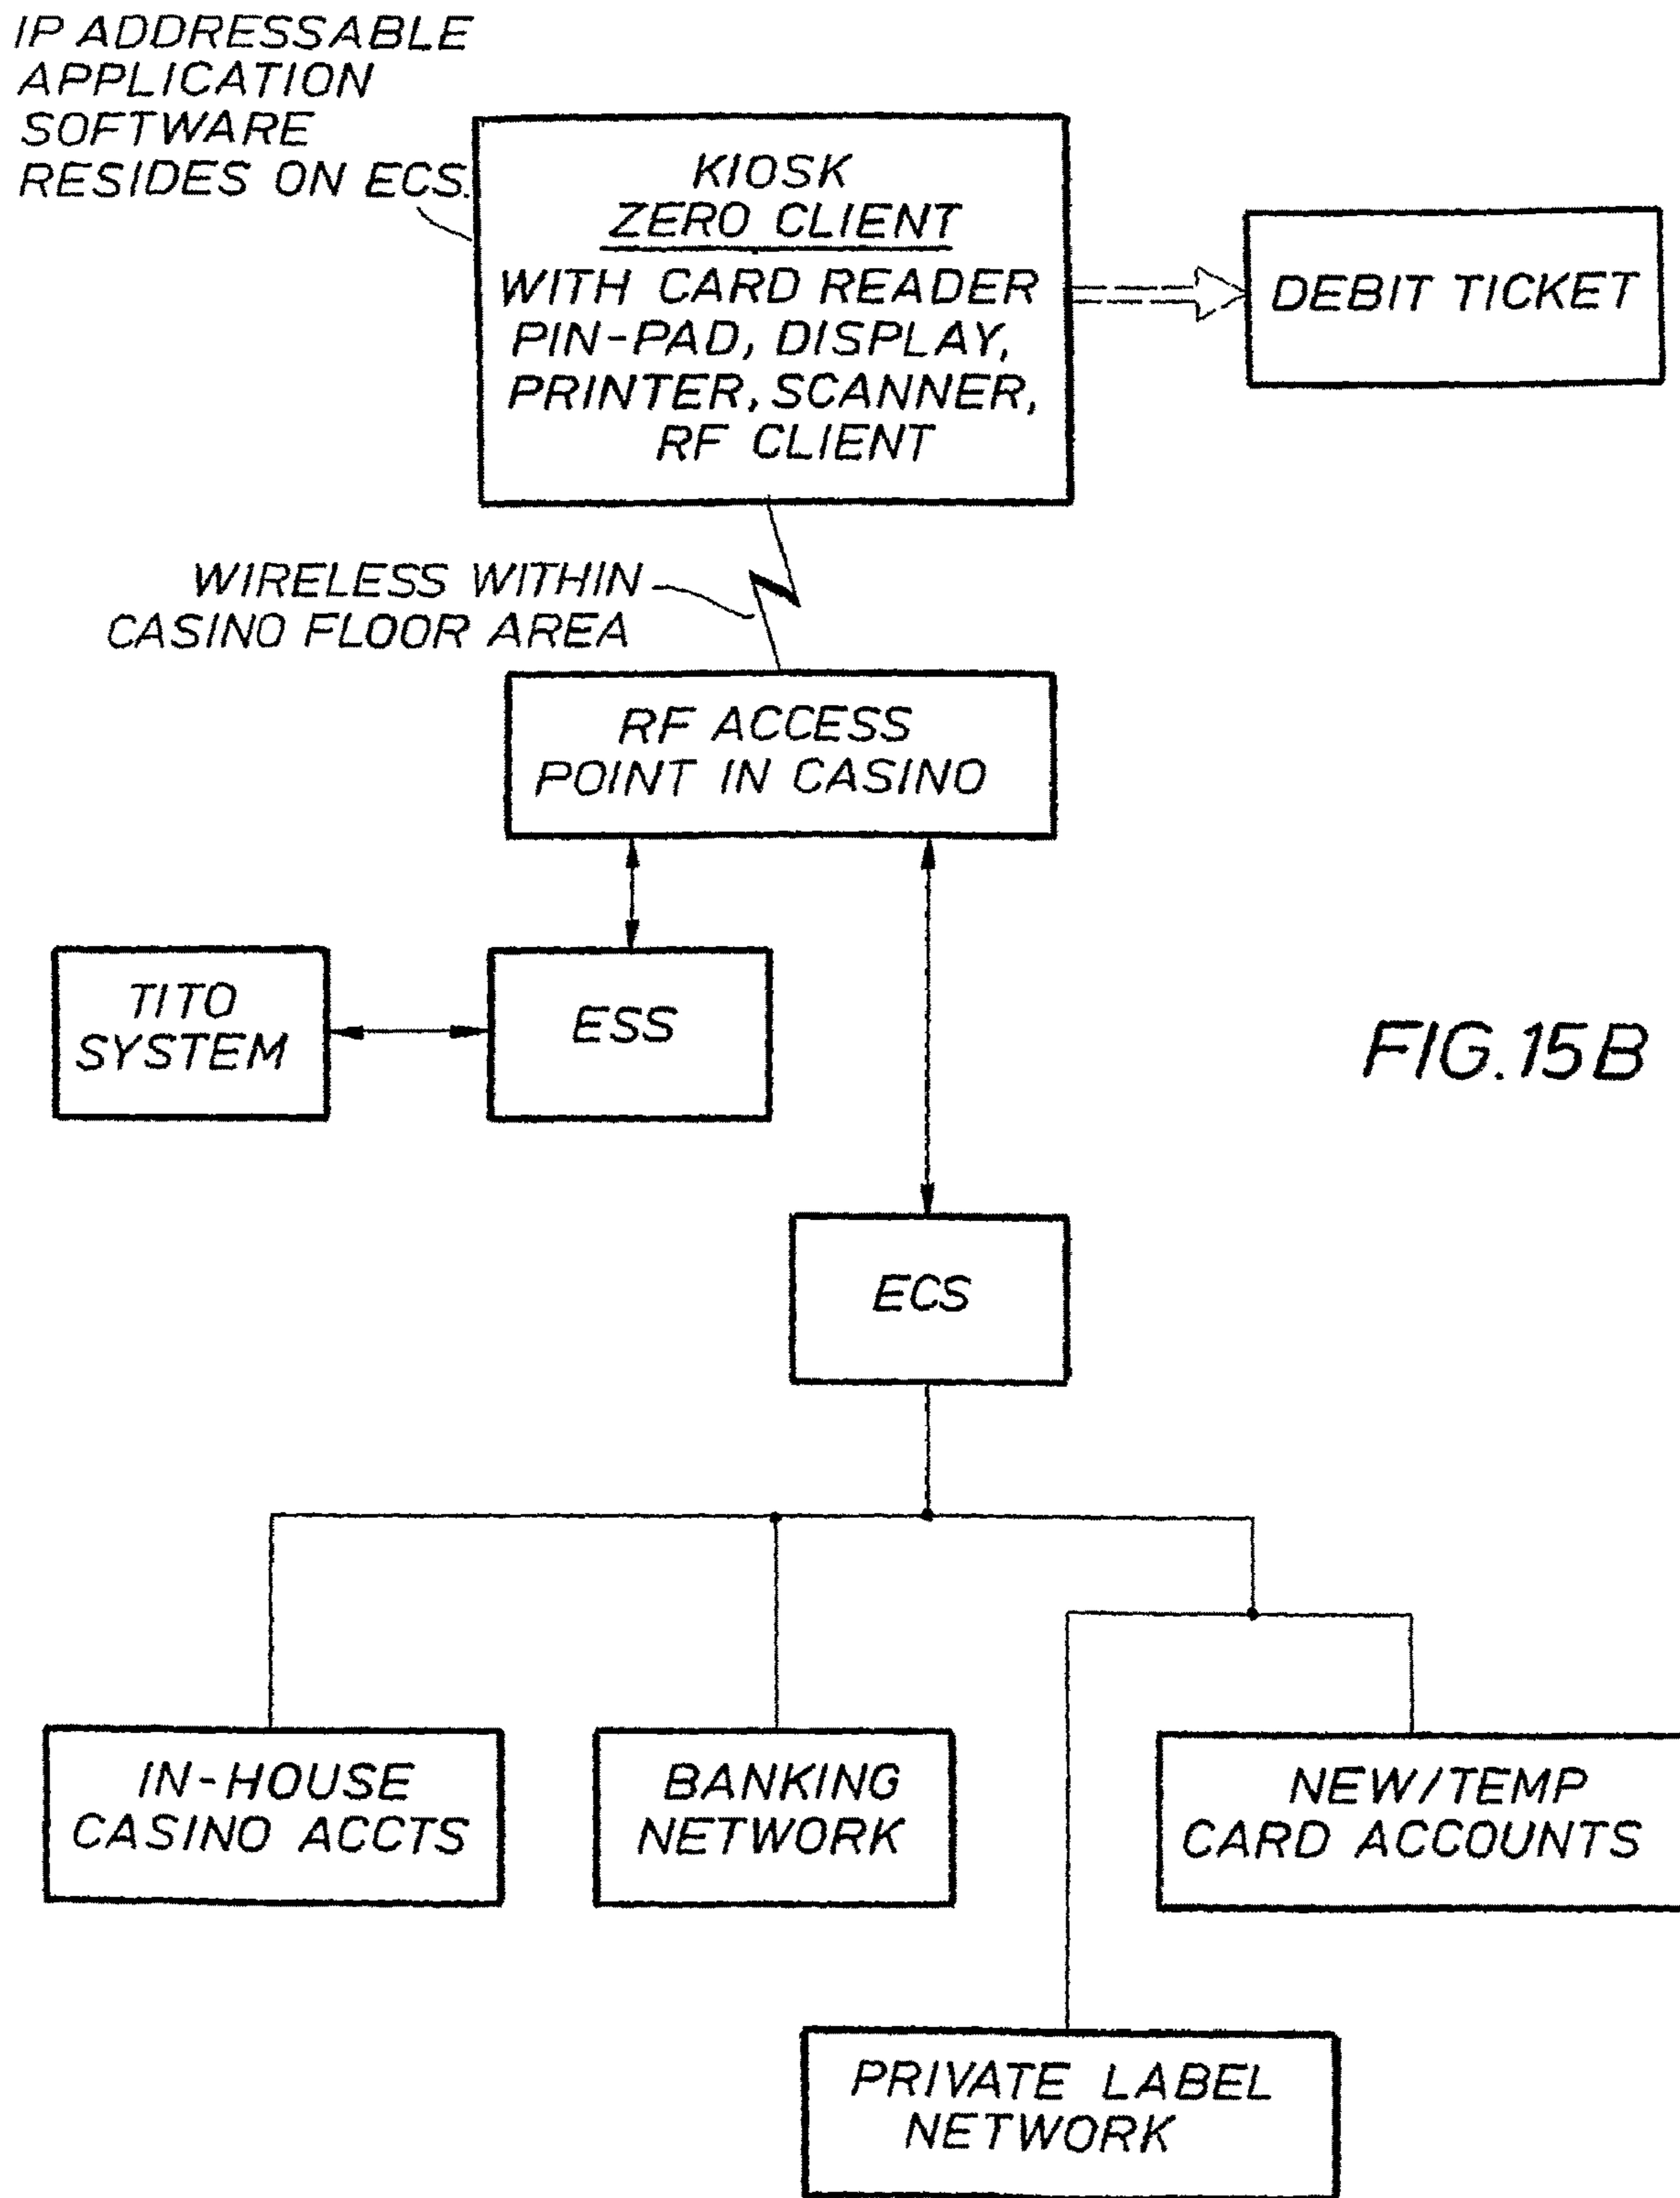 IP ADDRESSABLE
APPLICATION
SOFTWARE
RESIDES ON ECS.
KIOSK
ZERO CLIENT
WITH CARD READER
PIN-PAD, DISPLAY,
PRINTER, SCANNER,
RF CLIENT
DEBIT TICKET
WIRELESS WITHIN
CASINO FLOOR AREA
RF ACCESS
POINT IN CASINO
TITO
SYSTEM
ESS
FIG. 15B
ECS
IN-HOUSE
CASINO ACCTS
BANKING
NETWORK
NEW/TEMP
CARD ACCOUNTS
PRIVATE LABEL
NETWORK